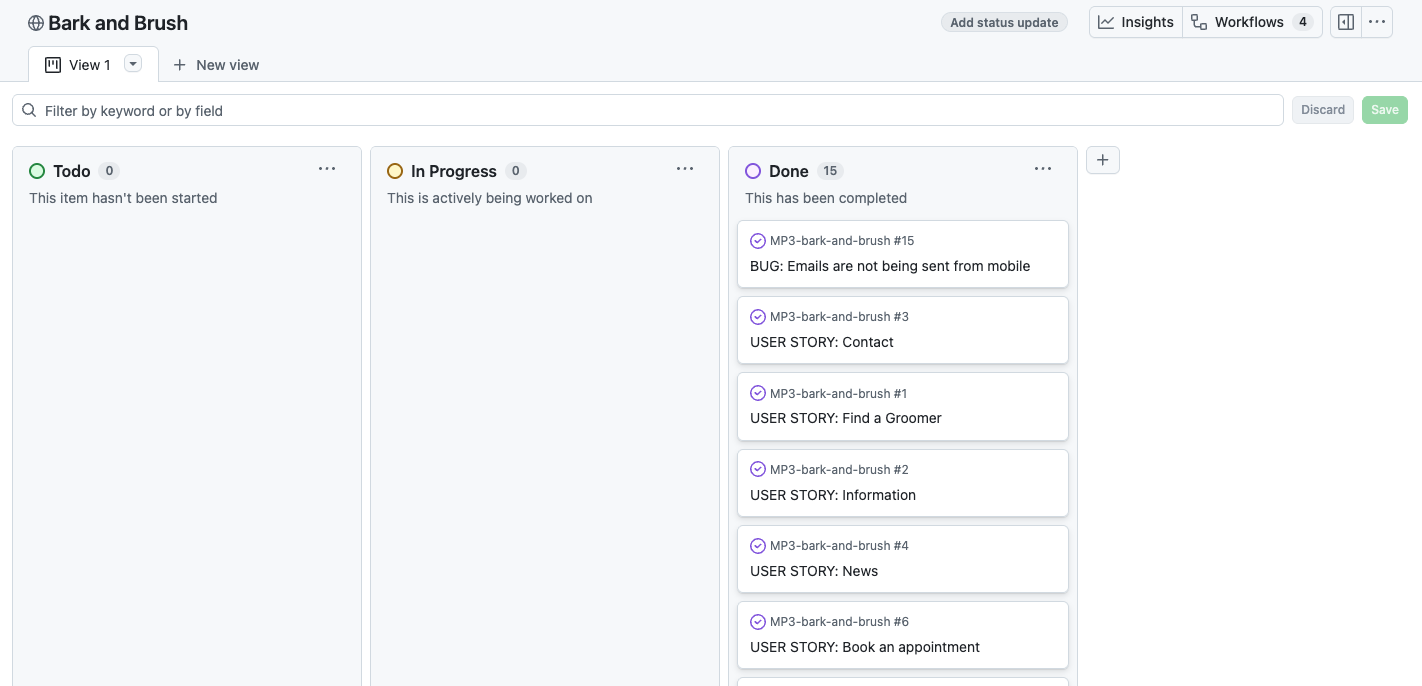 Bark and Brush
Add status update
Insights
Workflows 4
View 1
New view
Filter by keyword or by field
Discard
Save
Todo 0
This item hasn't been started
In Progress 0
This is actively being worked on
Done 15
This has been completed
MP3-bark-and-brush #15
BUG: Emails are not being sent from mobile
MP3-bark-and-brush #3
USER STORY: Contact
MP3-bark-and-brush #1
USER STORY: Find a Groomer
MP3-bark-and-brush #2
USER STORY: Information
MP3-bark-and-brush #4
USER STORY: News
MP3-bark-and-brush #6
USER STORY: Book an appointment